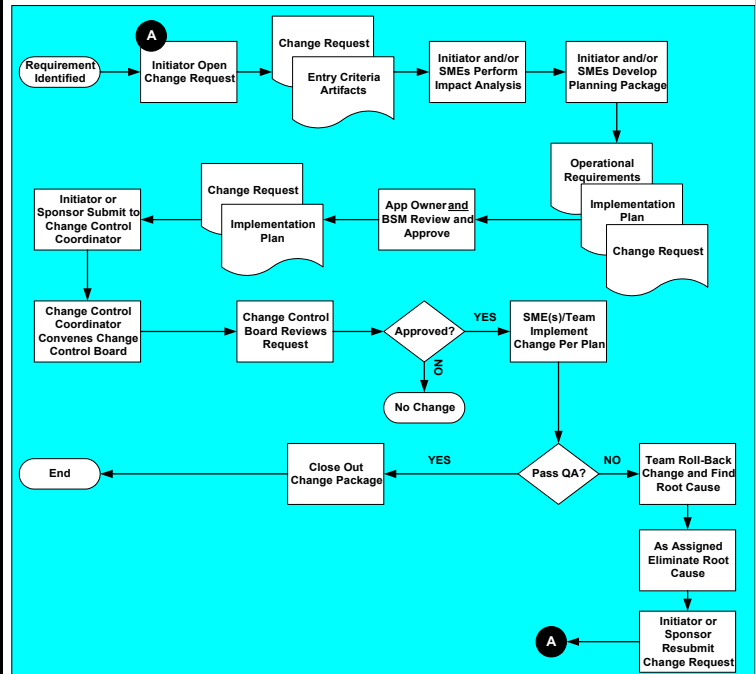 A
Requirement
Identified
Initiator Open
Change Request
Change Request
Entry Criteria
Artifacts
Initiator and/or
SMEs Perform
Impact Analysis
Initiator and/or
SMEs Develop
Planning Package
Operational
Requirements
Implementation
Plan
Change Request
App Owner and
BSM Review and
Approve
Change Request
Implementation
Plan
Initiator or
Sponsor Submit to
Change Control
Coordinator
Change Control
Coordinator
Convenes Change
Control Board
Change Control
Board Reviews
Request
Approved?
YES
NO
No Change
SME(s)/Team
Implement
Change Per Plan
Pass QA?
YES
Close Out
Change Package
End
NO
Team Roll-Back
Change and Find
Root Cause
As Assigned
Eliminate Root
Cause
Initiator or
Sponsor
Resubmit
Change Request
A